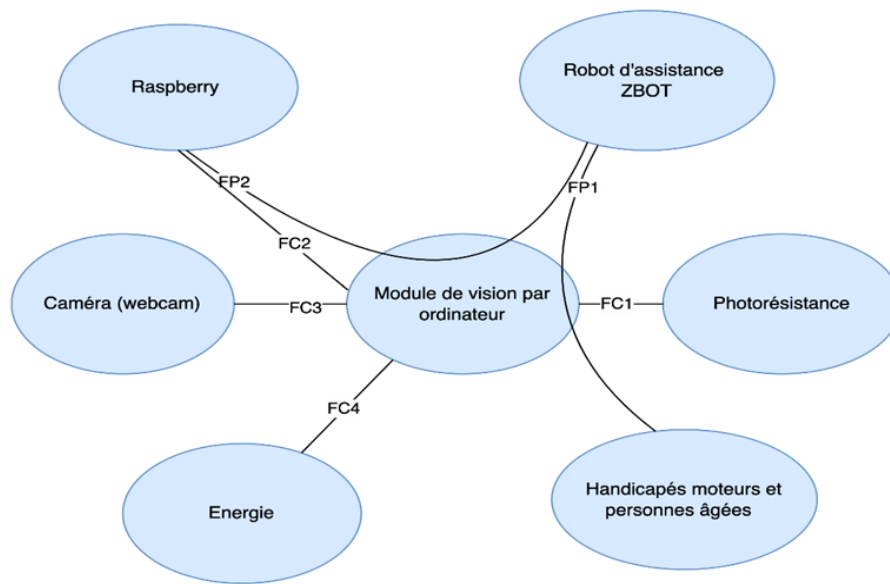 Raspberry
Robot d'assistance
ZBOT
FP2
FP1
FC2
Caméra (webcam)
FC3
Module de vision par
ordinateur
FC1
Photorésistance
FC4
Energie
Handicapés moteurs et
personnes âgées